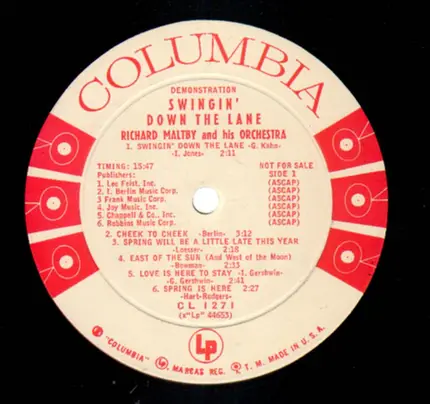 COLUMBIA
DEMONSTRATION
SWINGIN'
DOWN THE LANE
RICHARD MALTBY and his ORCHESTRA
1. SWINGIN' DOWN THE LANE -G. Kahn-
-I. Jones- 2:11
TIMING: 15:47 NOT FOR SALE
Publishers: SIDE 1
1. Leo Feist, Inc. (ASCAP)
2. I. Berlin Music Corp. (ASCAP)
3 Frank Music Corp. (ASCAP)
4. Joy Music, Inc. (ASCAP)
5. Chappell & Co., Inc. (ASCAP)
6. Robbins Music Corp. (ASCAP)
2. CHEEK TO CHEEK -Berlin- 3:12
3. SPRING WILL BE A LITTLE LATE THIS YEAR
-Loesser- 2:18
4. EAST OF THE SUN (And West of the Moon)
-Bowman- 2:53
5. LOVE IS HERE TO STAY -I. Gershwin-
-G. Gershwin- 2:41
6. SPRING IS HERE 2:27
-Hart-Rodgers-
CL 1271
(x"Lp" 44653)
Lp
"COLUMBIA" MARCAS REG. T. M. MADE IN U. S. A.